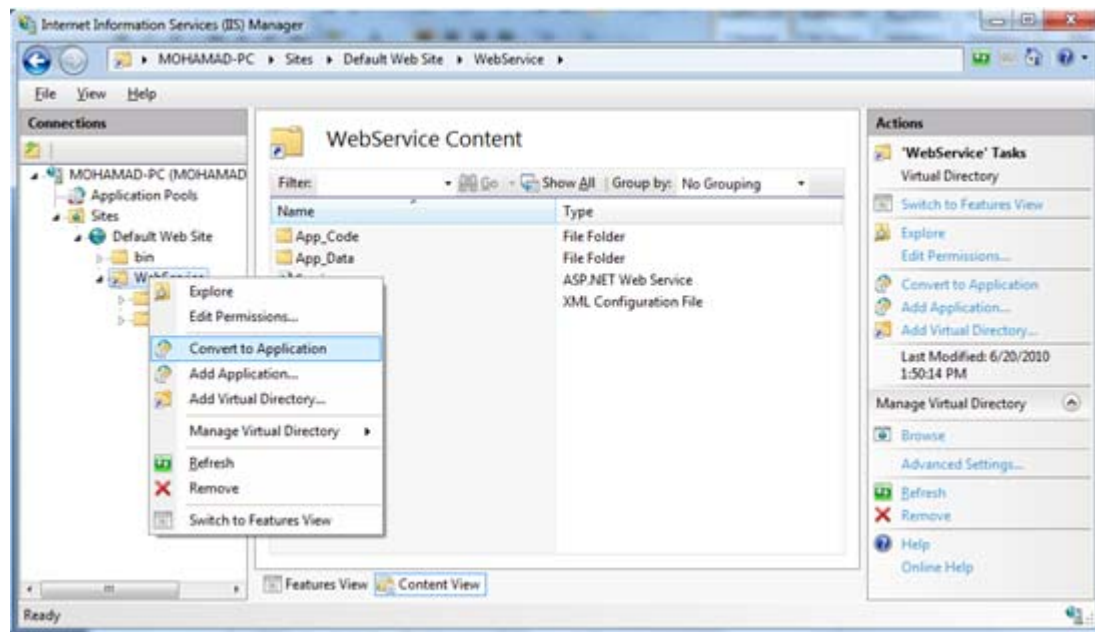 Internet Information Services (IIS) Manager
MOHAMAD-PC Sites Default Web Site WebService
File View Help
Connections
MOHAMAD-PC (MOHAMAD
Application Pools
Sites
Default Web Site
bin
Explore
Edit Permissions...
Convert to Application
Add Application...
Add Virtual Directory...
Manage Virtual Directory
Refresh
Remove
Switch to Features View
WebService Content
Filter: Go Show All Group by: No Grouping
Name Type
App_Code File Folder
App_Data File Folder
ASP.NET Web Service
XML Configuration File
Features View Content View
Actions
'WebService' Tasks
Virtual Directory
Switch to Features View
Explore
Edit Permissions...
Convert to Application
Add Application...
Add Virtual Directory...
Last Modified: 6/20/2010
1:50:14 PM
Manage Virtual Directory
Browse
Advanced Settings...
Refresh
Remove
Help
Online Help
Ready